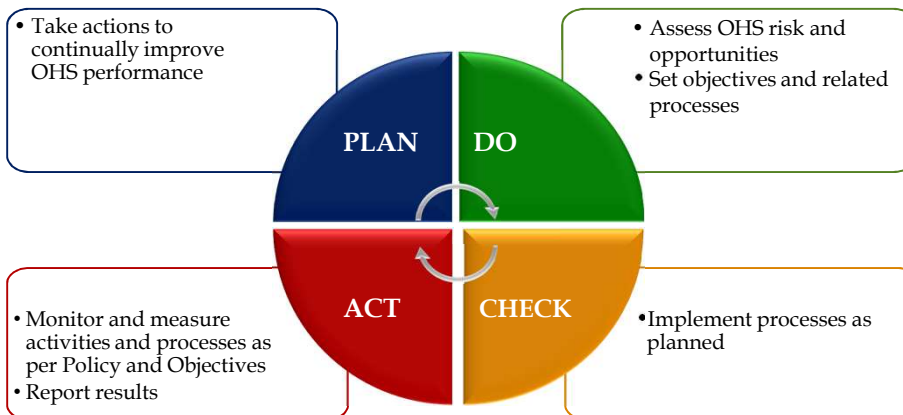 • Take actions to
continually improve
OHS performance
• Assess OHS risk and
opportunities
• Set objectives and related
processes
PLAN
DO
ACT
CHECK
• Monitor and measure
activities and processes as
per Policy and Objectives
• Report results
• Implement processes as
planned